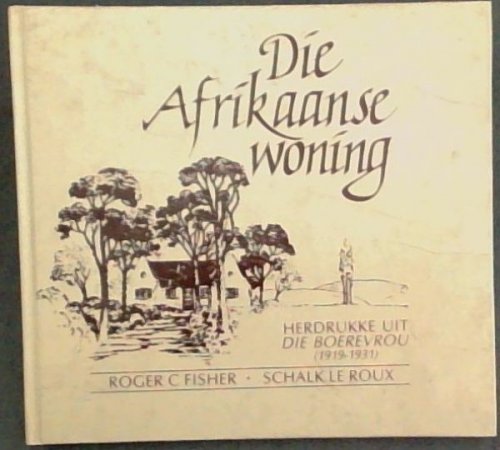 Die
Afrikaanse
woning
HERDRUKKE UIT
DIE BOEREVROU
(1919-1931)
ROGER C FISHER · SCHALK LE ROUX